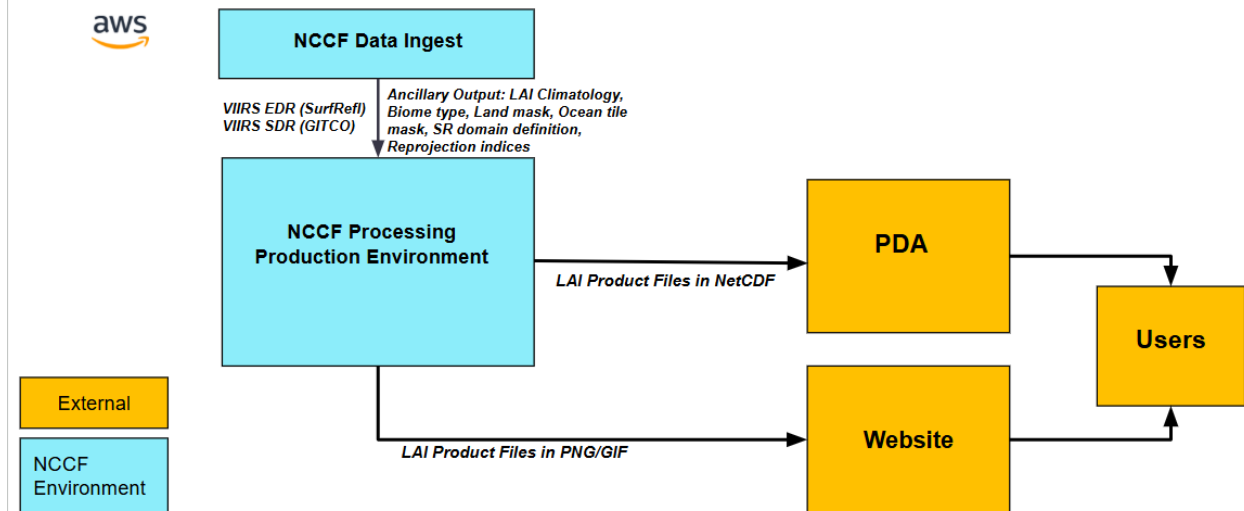 aws
NCCF Data Ingest
VIIRS EDR (SurfRefl)
VIIRS SDR (GITCO)
Ancillary Output: LAI Climatology,
Biome type, Land mask, Ocean tile
mask, SR domain definition,
Reprojection indices
NCCF Processing
Production Environment
LAI Product Files in NetCDF
PDA
Users
LAI Product Files in PNG/GIF
Website
External
NCCF
Environment